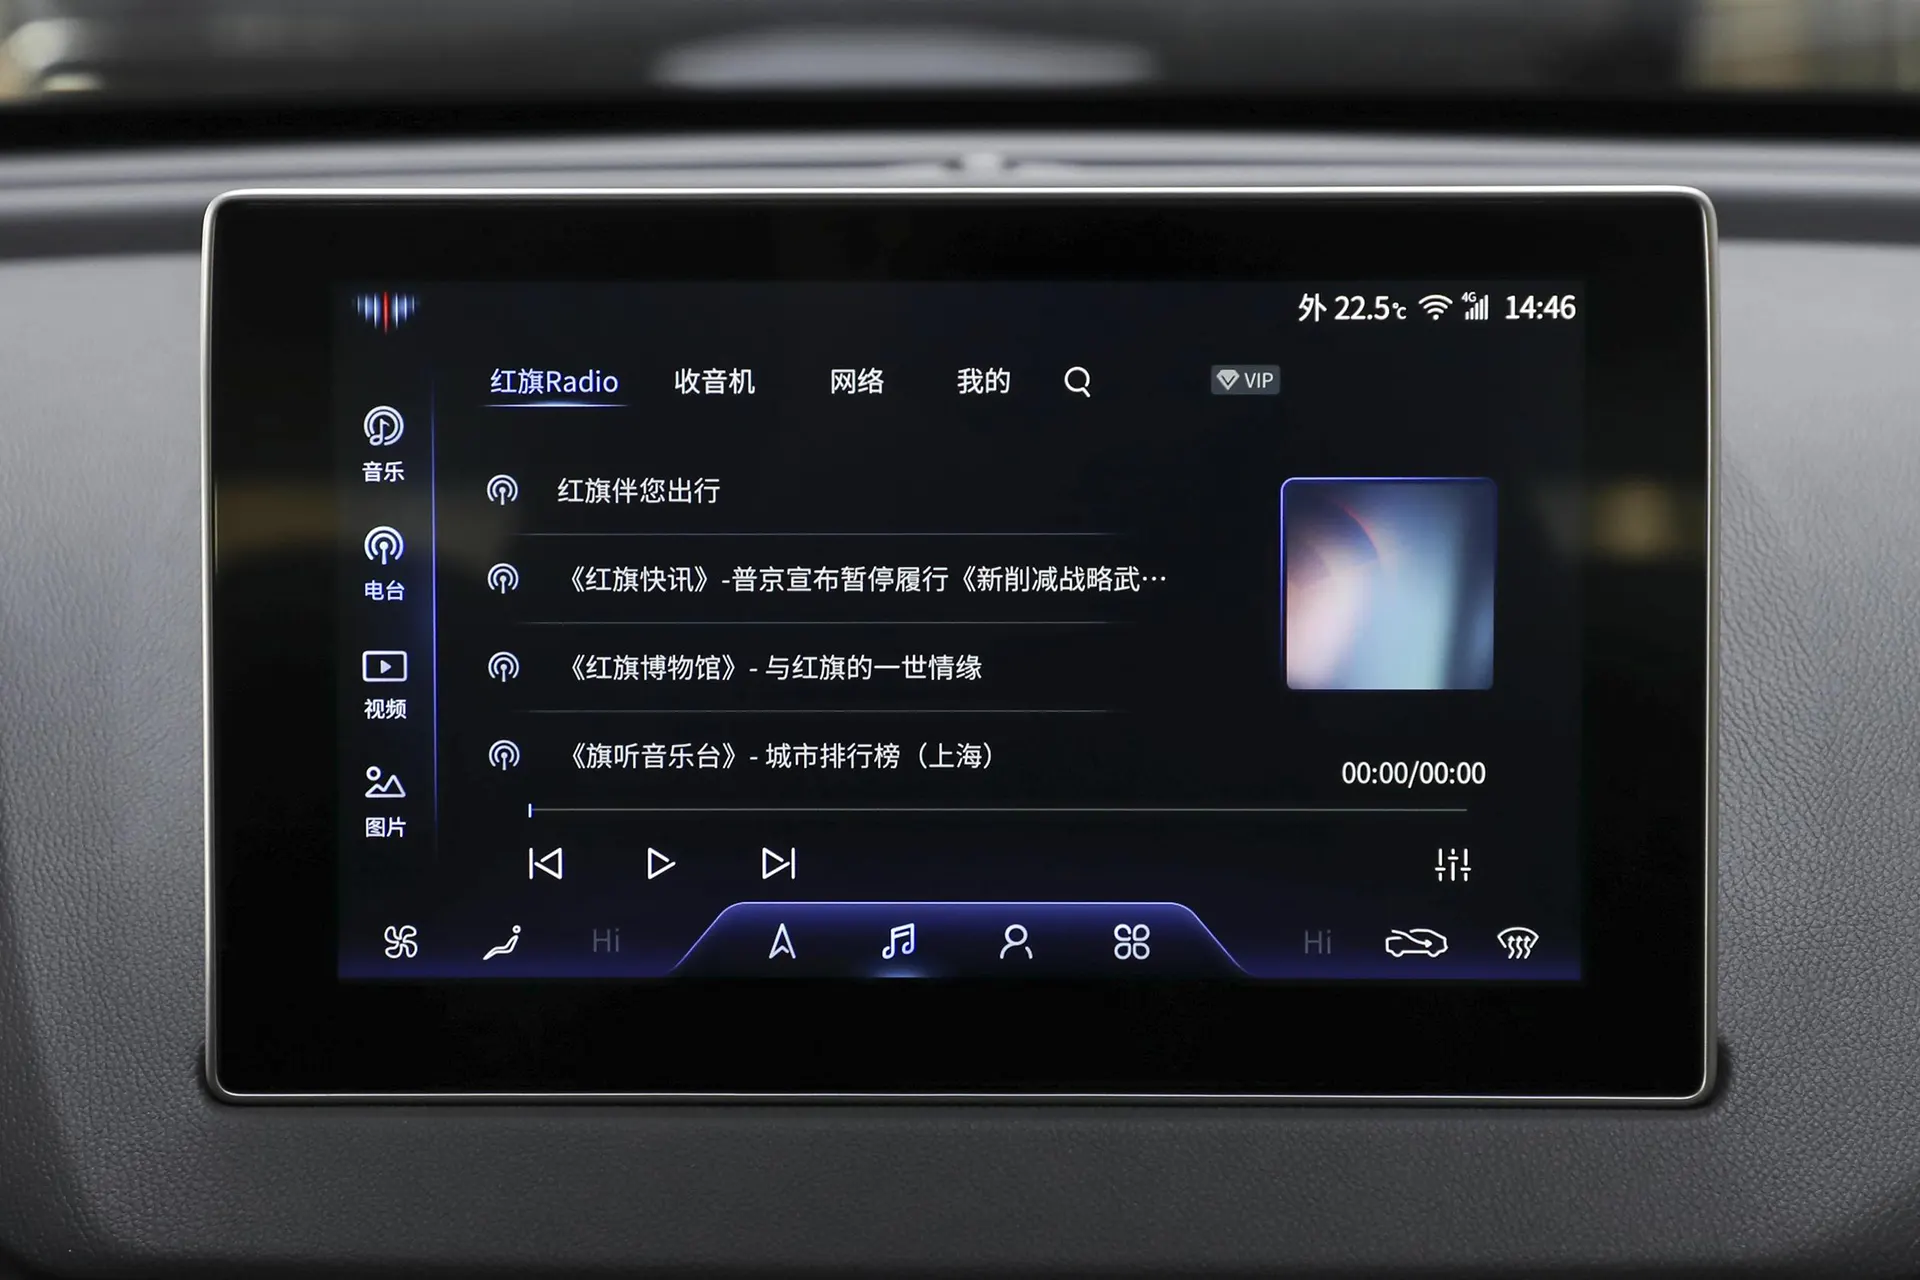 外 22.5℃ 4G 14:46
红旗Radio 收音机 网络 我的 VIP
音乐
电台
视频
图片
红旗伴您出行
《红旗快讯》-普京宣布暂停履行《新削减战略武…
《红旗博物馆》- 与红旗的一世情缘
《旗听音乐台》- 城市排行榜（上海）
00:00/00:00
Hi Hi